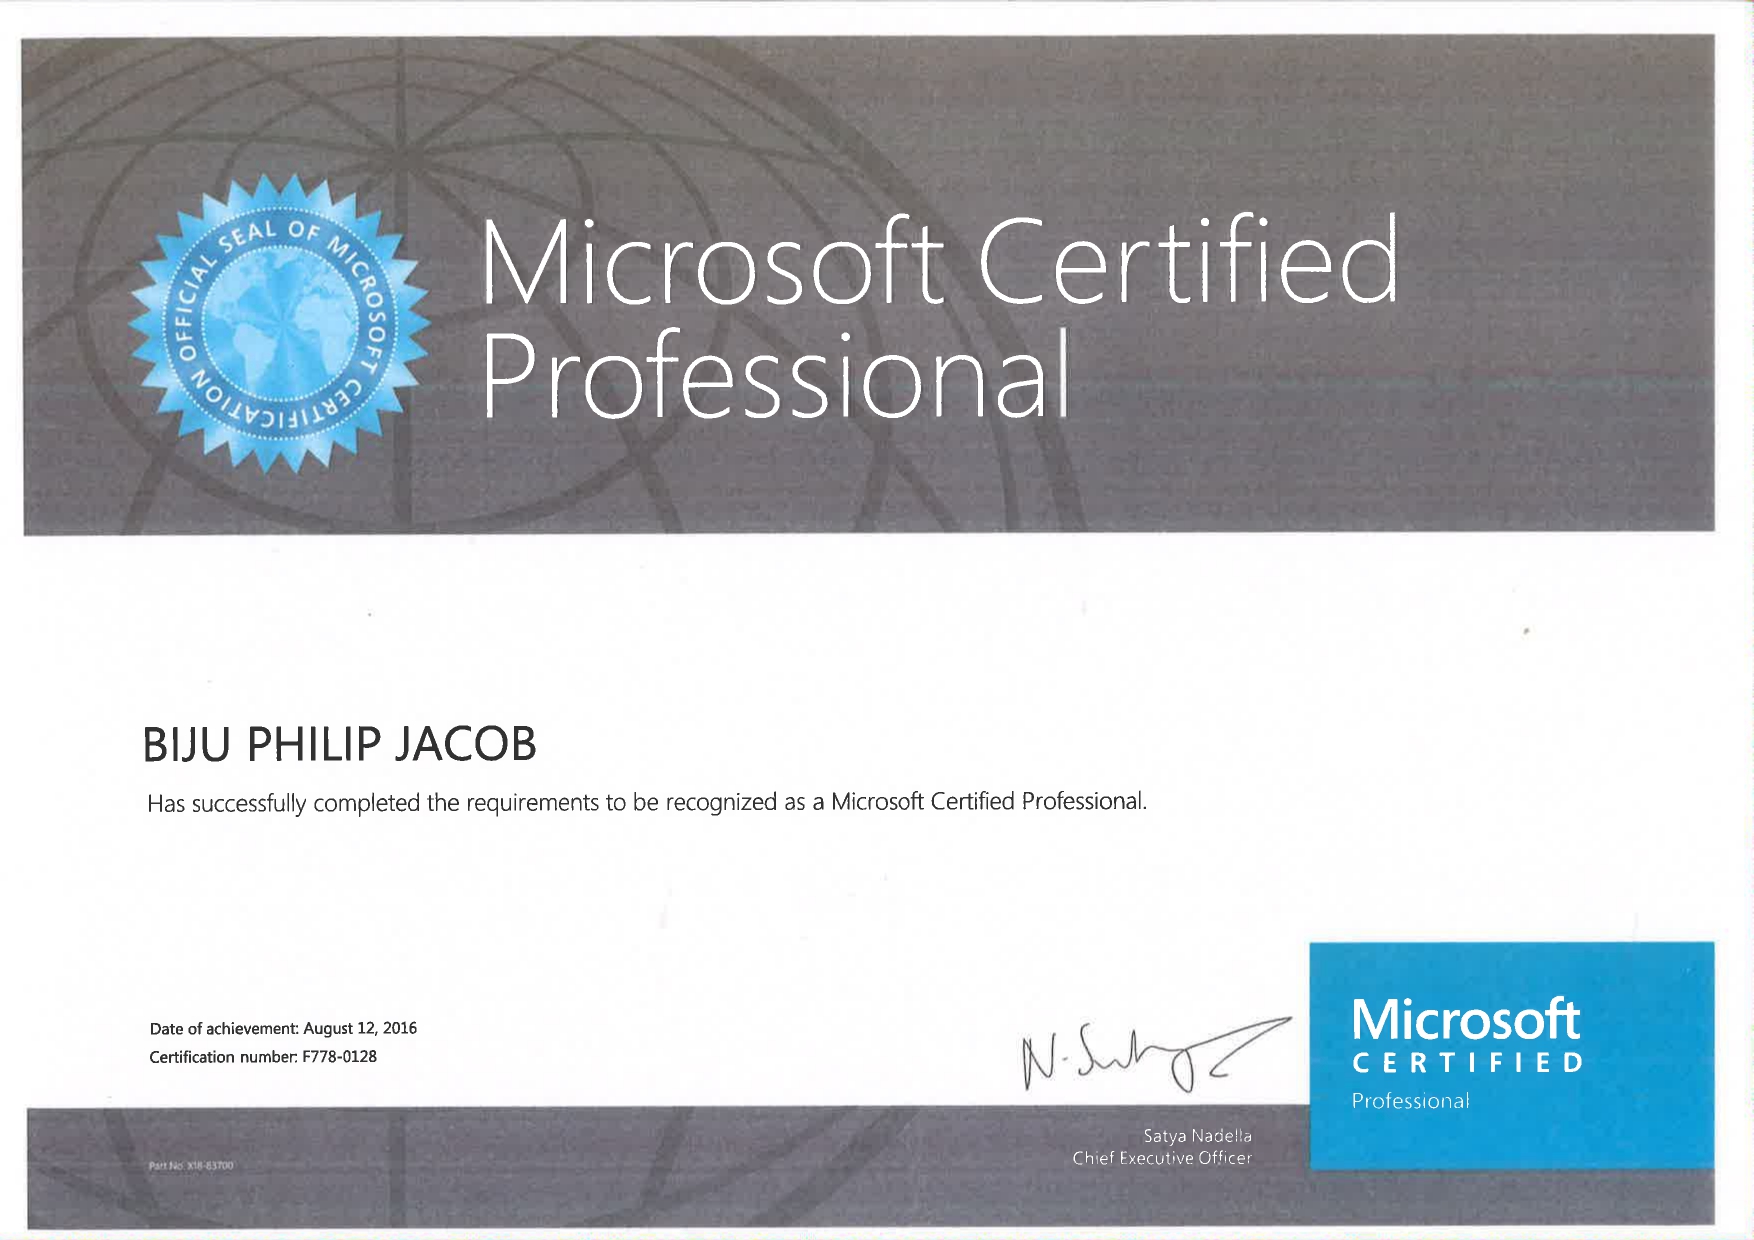 OFFICIAL SEAL OF MICROSOFT CERTIFICATION
Microsoft Certified
Professional
BIJU PHILIP JACOB
Has successfully completed the requirements to be recognized as a Microsoft Certified Professional.
Date of achievement: August 12, 2016
Certification number: F778-0128
Microsoft
CERTIFIED
Professional
Satya Nadella
Chief Executive Officer
Part No. X18-83700